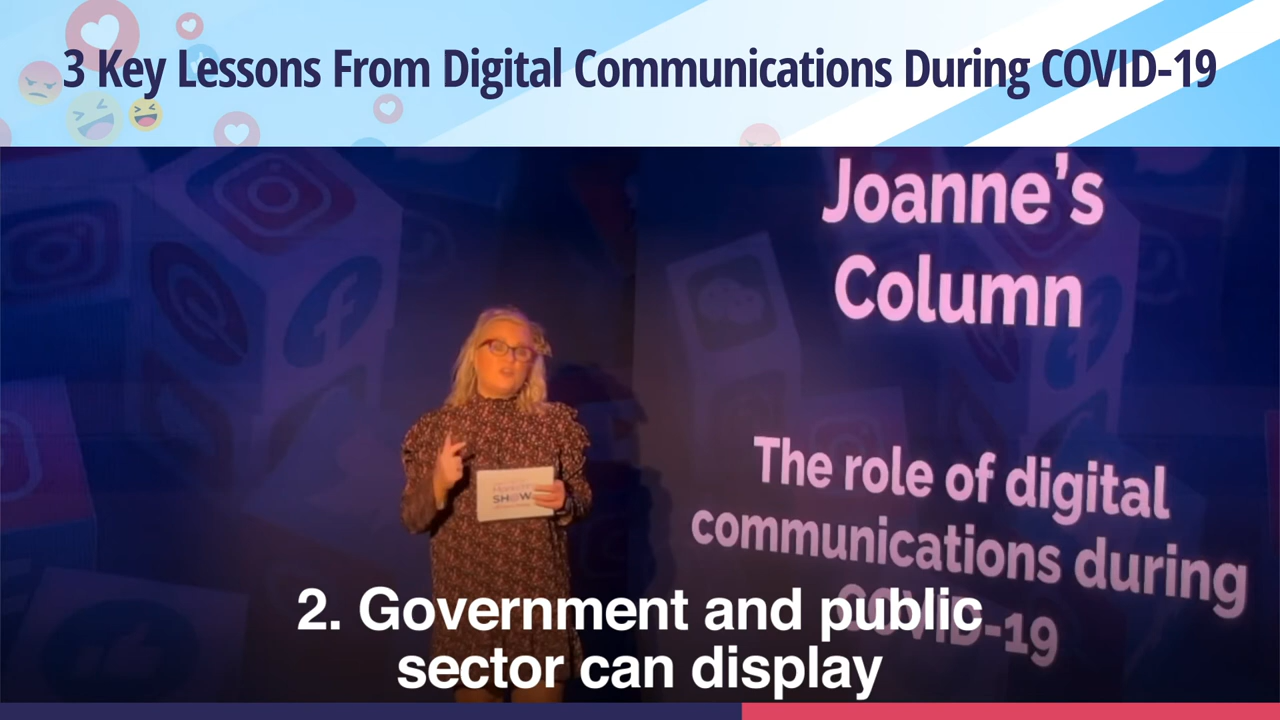 3 Key Lessons From Digital Communications During COVID-19
Joanne's
Column
The role of digital
communications during
COVID-19
SHOW
2. Government and public
sector can display